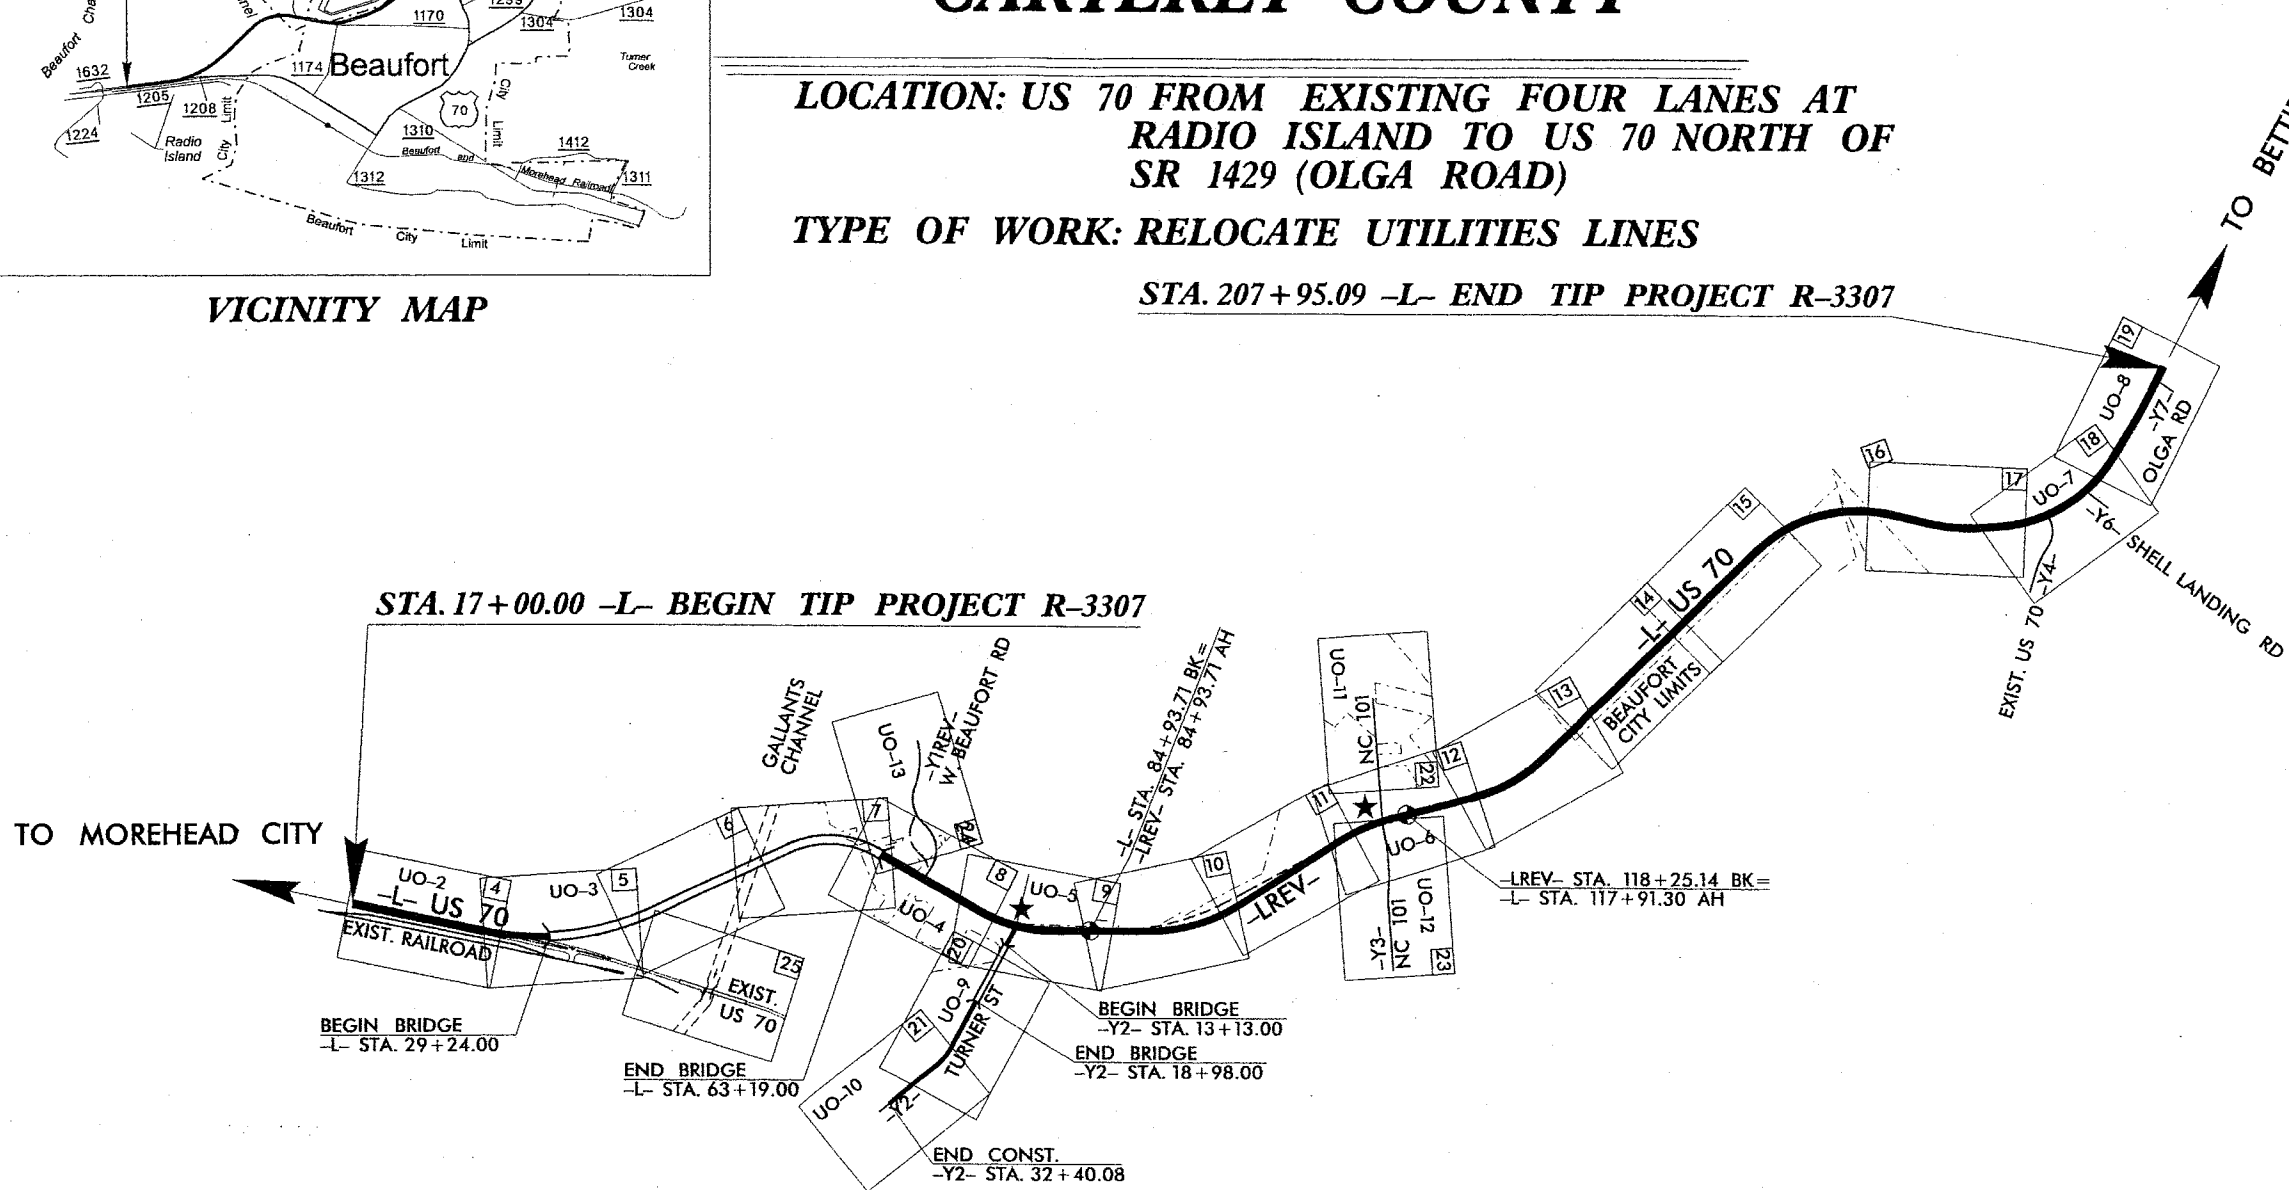 CARTERET COUNTY
LOCATION: US 70 FROM EXISTING FOUR LANES AT
RADIO ISLAND TO US 70 NORTH OF
SR 1429 (OLGA ROAD)
TYPE OF WORK: RELOCATE UTILITIES LINES
1170
1304
1304
Turner
Creek
Beaufort
1632
1174
Beaufort
1205
1208
City
Limit
70
City
Limit
1224
Radio
Island
1310
Beaufort and
Morehead Railroad
1412
1311
1312
Beaufort City Limit
VICINITY MAP
STA. 207+95.09 –L– END TIP PROJECT R–3307
STA. 17+00.00 –L– BEGIN TIP PROJECT R–3307
TO MOREHEAD CITY
TO
19
UO–8
–Y7–
OLGA RD
18
UO–7
17
16
–Y6– SHELL LANDING RD
EXIST. US 70 –Y4–
15
14
–L– US 70
BEAUFORT
CITY LIMITS
13
12
22
UO–11
NC 101
11
UO–6
–LREV– STA. 118+25.14 BK=
–L– STA. 117+91.30 AH
–Y3–
NC 101
UO–12
23
10
–LREV–
–L– STA. 84+93.71 BK=
–LREV– STA. 84+93.71 AH
9
UO–5
8
24
–Y1REV–
W. BEAUFORT RD
UO–13
GALLANTS
CHANNEL
7
6
5
UO–3
4
UO–2
–L– US 70
EXIST. RAILROAD
UO–4
20
25
EXIST.
US 70
UO–9
21
TURNER ST
UO–10
–Y2–
BEGIN BRIDGE
–L– STA. 29+24.00
END BRIDGE
–L– STA. 63+19.00
BEGIN BRIDGE
–Y2– STA. 13+13.00
END BRIDGE
–Y2– STA. 18+98.00
END CONST.
–Y2– STA. 32+40.08